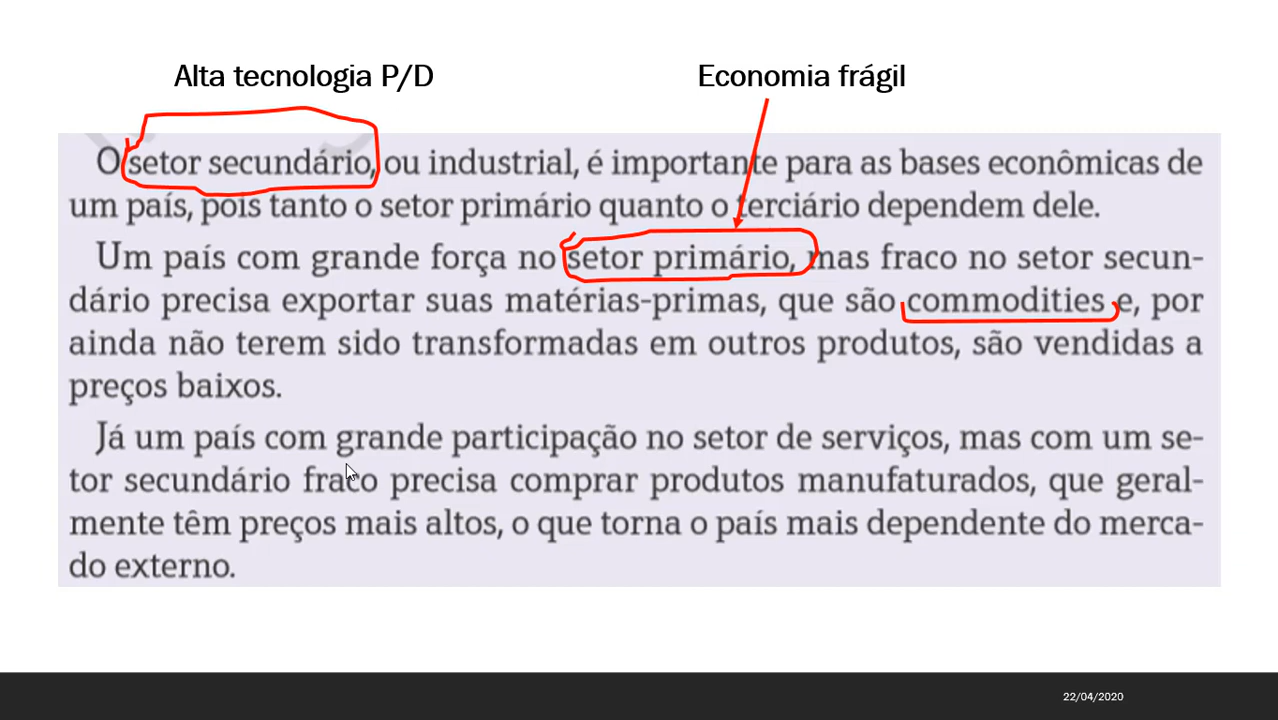 Alta tecnologia P/D
Economia frágil
O setor secundário, ou industrial, é importante para as bases econômicas de
um país, pois tanto o setor primário quanto o terciário dependem dele.
Um país com grande força no setor primário, mas fraco no setor secun-
dário precisa exportar suas matérias-primas, que são commodities e, por
ainda não terem sido transformadas em outros produtos, são vendidas a
preços baixos.
Já um país com grande participação no setor de serviços, mas com um se-
tor secundário fraco precisa comprar produtos manufaturados, que geral-
mente têm preços mais altos, o que torna o país mais dependente do merca-
do externo.
22/04/2020